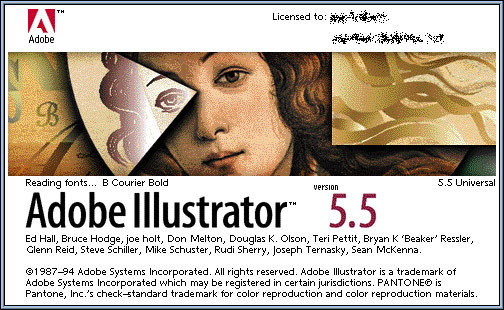 Adobe™
Licensed to:
B
Reading fonts... B Courier Bold
5.5 Universal
Adobe Illustrator™ version 5.5
Ed Hall, Bruce Hodge, joe holt, Don Melton, Douglas K. Olson, Teri Pettit, Bryan K ‘Beaker’ Ressler,
Glenn Reid, Steve Schiller, Mike Schuster, Rudi Sherry, Joseph Ternasky, Sean McKenna.
©1987–94 Adobe Systems Incorporated. All rights reserved. Adobe Illustrator is a trademark of
Adobe Systems Incorporated which may be registered in certain jurisdictions. PANTONE® is
Pantone, Inc.’s check–standard trademark for color reproduction and color reproduction materials.